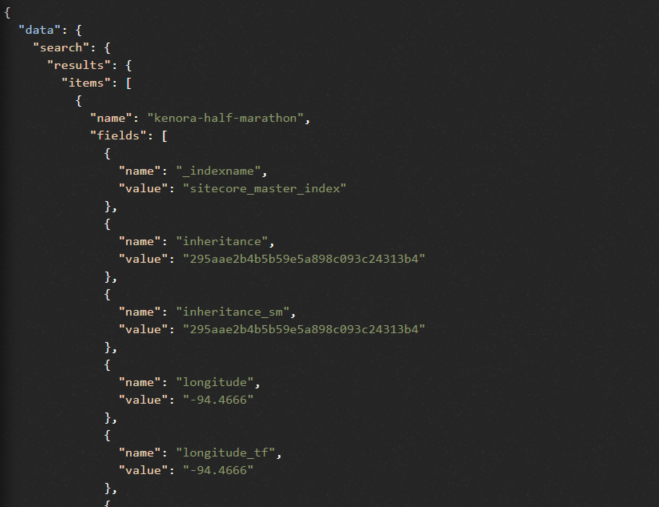 {
"data": {
"search": {
"results": {
"items": [
{
"name": "kenora-half-marathon",
"fields": [
{
"name": "_indexname",
"value": "sitecore_master_index"
},
{
"name": "inheritance",
"value": "295aae2b4b5b59e5a898c093c24313b4"
},
{
"name": "inheritance_sm",
"value": "295aae2b4b5b59e5a898c093c24313b4"
},
{
"name": "longitude",
"value": "-94.4666"
},
{
"name": "longitude_tf",
"value": "-94.4666"
},
{